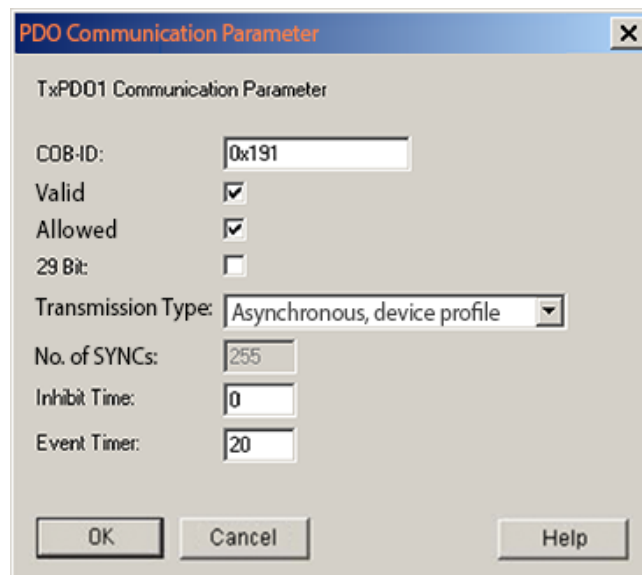 PDO Communication Parameter
TxPDO1 Communication Parameter
COB-ID: 0x191
Valid
Allowed
29 Bit:
Transmission Type: Asynchronous, device profile
No. of SYNCs: 255
Inhibit Time: 0
Event Timer: 20
OK Cancel Help